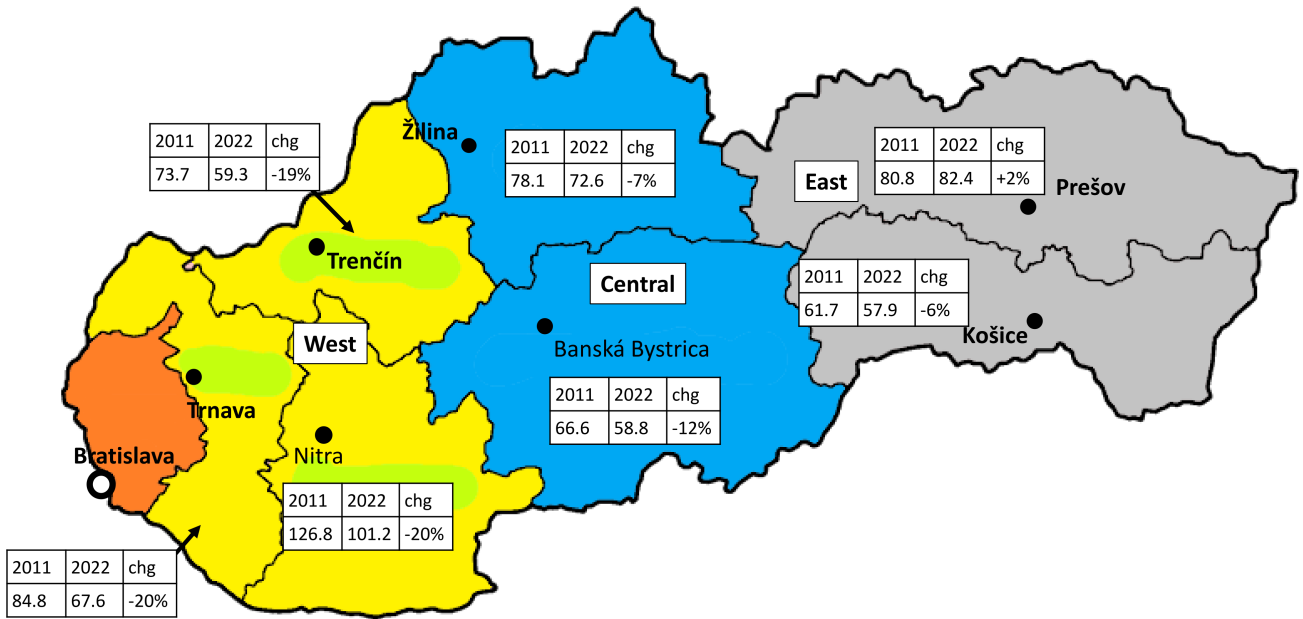 Žilina
2011 2022 chg
73.7 59.3 -19%
2011 2022 chg
78.1 72.6 -7%
2011 2022 chg
80.8 82.4 +2%
East
Prešov
Trenčín
Central
2011 2022 chg
61.7 57.9 -6%
Košice
West
Banská Bystrica
2011 2022 chg
66.6 58.8 -12%
Trnava
Bratislava
Nitra
2011 2022 chg
126.8 101.2 -20%
2011 2022 chg
84.8 67.6 -20%